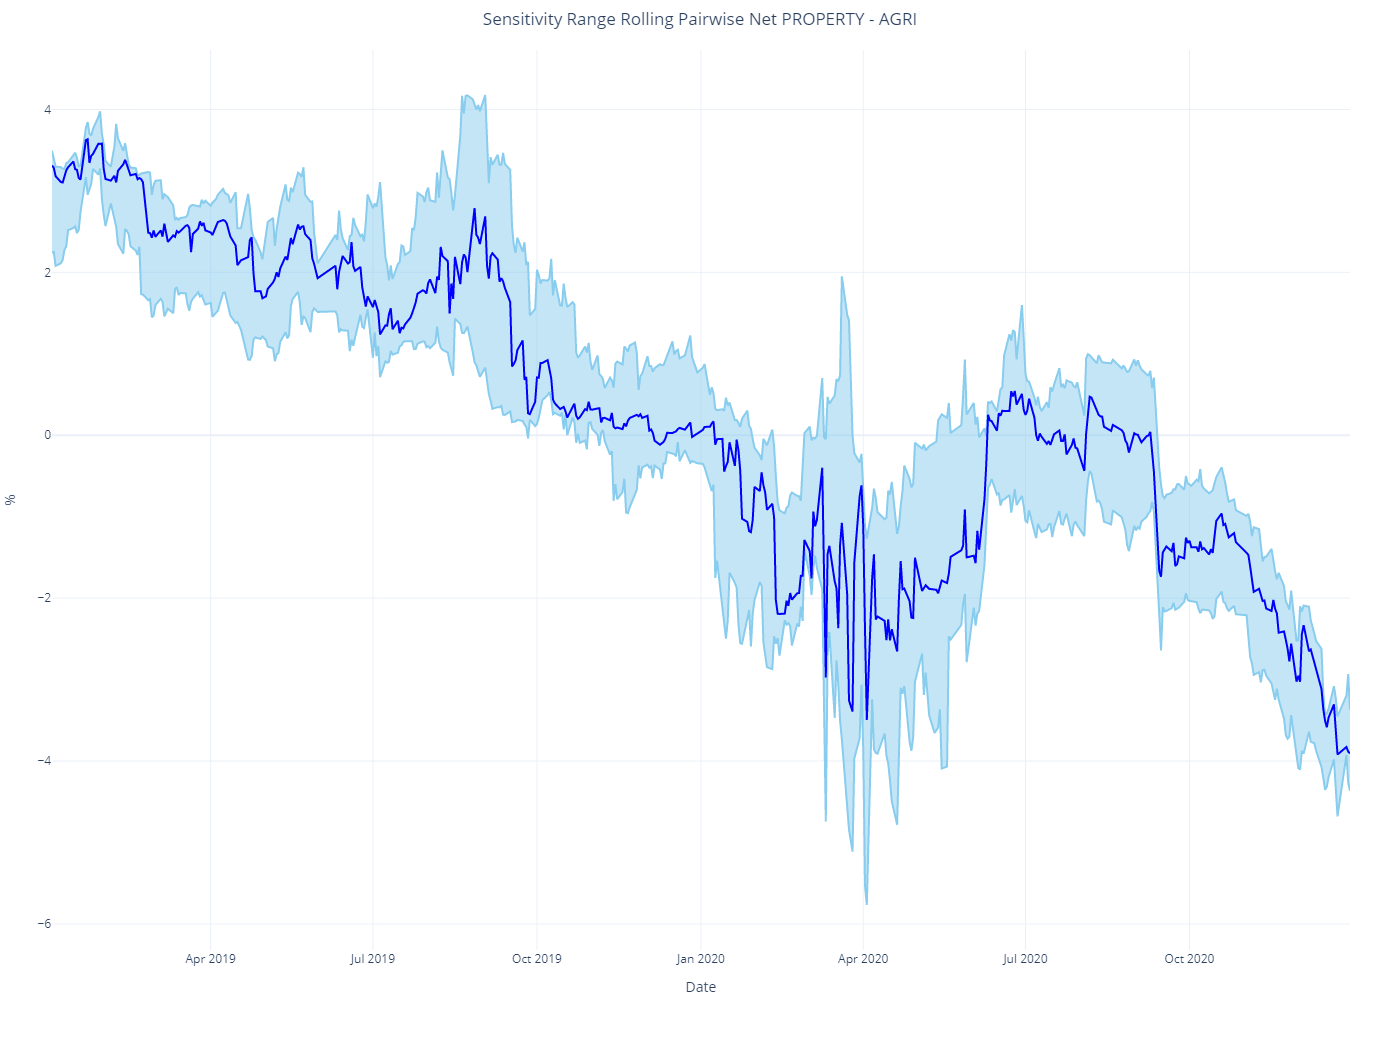 Sensitivity Range Rolling Pairwise Net PROPERTY - AGRI
4
2
0
−2
−4
−6
%
Apr 2019
Jul 2019
Oct 2019
Jan 2020
Apr 2020
Jul 2020
Oct 2020
Date